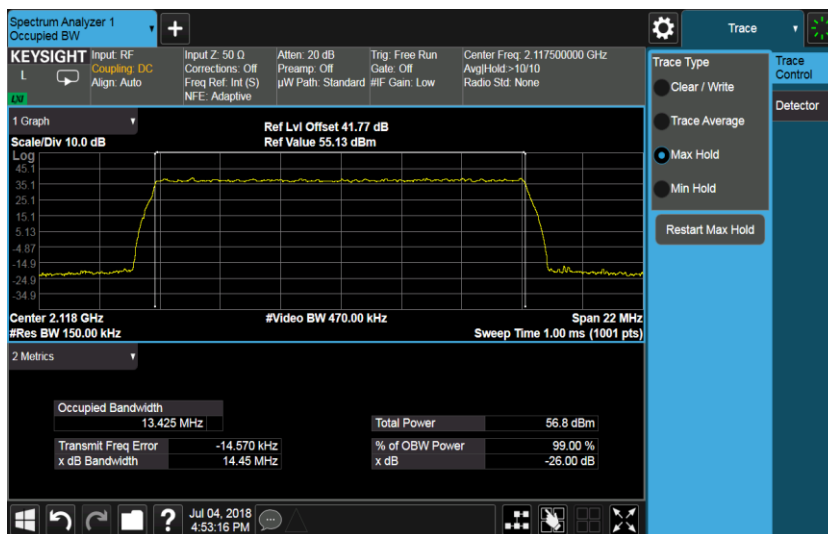 Spectrum Analyzer 1
Occupied BW
Trace
KEYSIGHT
L
LXI
Input: RF
Coupling: DC
Align: Auto
Input Z: 50 Ω
Corrections: Off
Freq Ref: Int (S)
NFE: Adaptive
Atten: 20 dB
Preamp: Off
µW Path: Standard
Trig: Free Run
Gate: Off
#IF Gain: Low
Center Freq: 2.117500000 GHz
Avg|Hold:>10/10
Radio Std: None
Trace Type
Clear / Write
Trace Average
Max Hold
Min Hold
Restart Max Hold
Trace
Control
Detector
1 Graph
Scale/Div 10.0 dB
Ref Lvl Offset 41.77 dB
Ref Value 55.13 dBm
Log
45.1
35.1
25.1
15.1
5.13
-4.87
-14.9
-24.9
-34.9
Center 2.118 GHz
#Res BW 150.00 kHz
#Video BW 470.00 kHz
Span 22 MHz
Sweep Time 1.00 ms (1001 pts)
2 Metrics
Occupied Bandwidth
13.425 MHz
Total Power 56.8 dBm
Transmit Freq Error -14.570 kHz
% of OBW Power 99.00 %
x dB Bandwidth 14.45 MHz
x dB -26.00 dB
?
Jul 04, 2018
4:53:16 PM